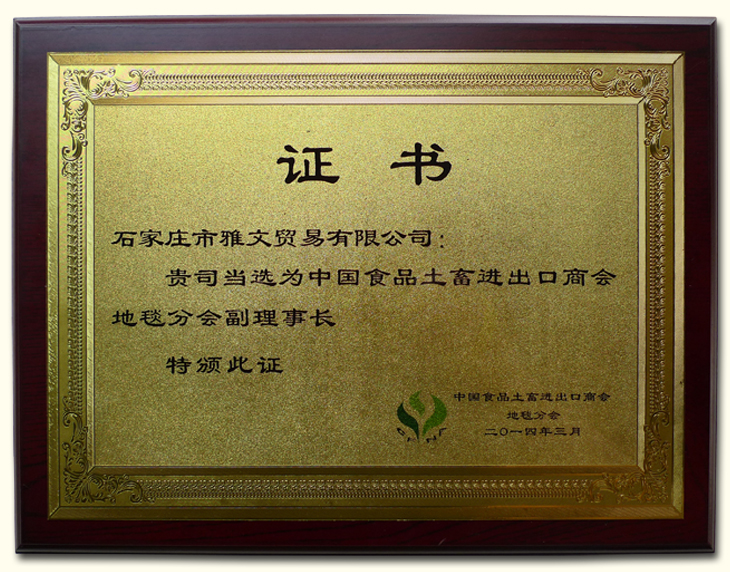 证 书
石家庄市雅文贸易有限公司：
贵司当选为中国食品土畜进出口商会
地毯分会副理事长
特颁此证
中国食品土畜进出口商会
地毯分会
二〇一四年三月